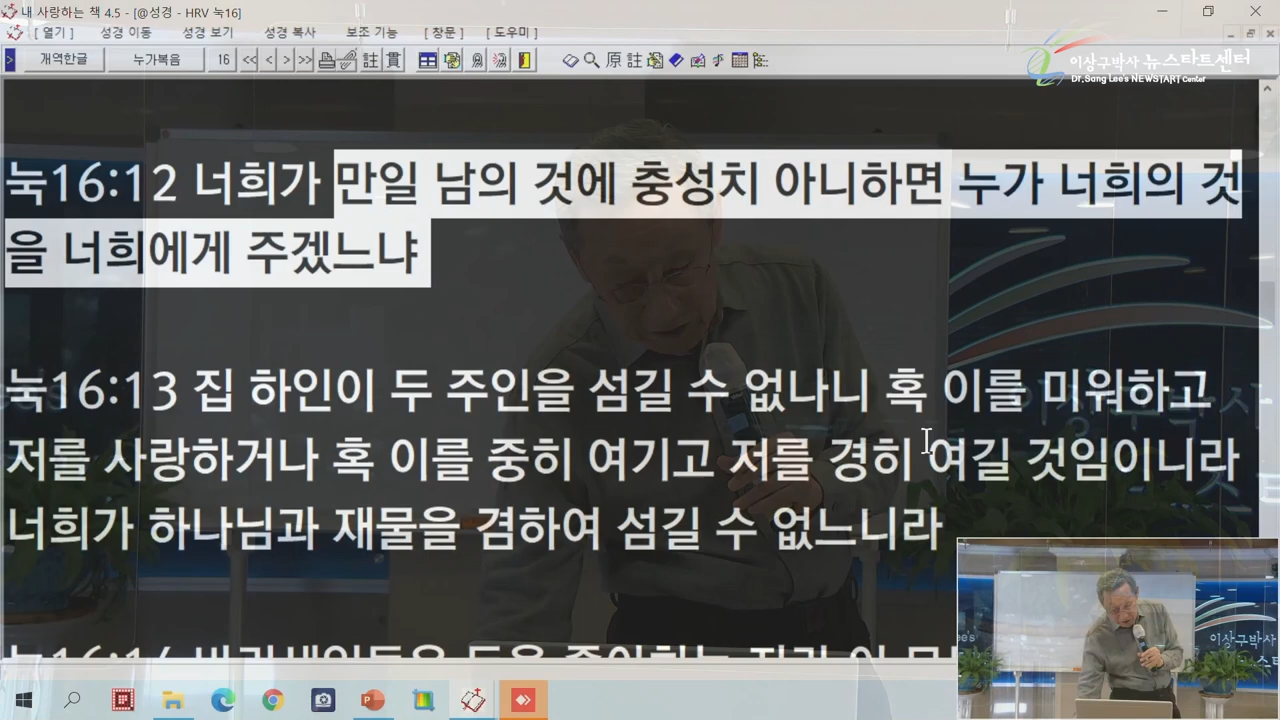 내 사랑하는 책 4.5 - [@성경 - HRV 눅16]
[ 열기 ] 성경 이동 성경 보기 성경 복사 보조 기능 [ 창문 ] [ 도우미 ]
> 개역한글 누가복음 16 << < > >> 註 貫 原 註
이상구박사 뉴스타트센터
Dr. Sang Lee's NEWSTART Center
눅16:12 너희가 만일 남의 것에 충성치 아니하면 누가 너희의 것
을 너희에게 주겠느냐
눅16:13 집 하인이 두 주인을 섬길 수 없나니 혹 이를 미워하고
저를 사랑하거나 혹 이를 중히 여기고 저를 경히 여길 것임이니라
너희가 하나님과 재물을 겸하여 섬길 수 없느니라
이상구박사